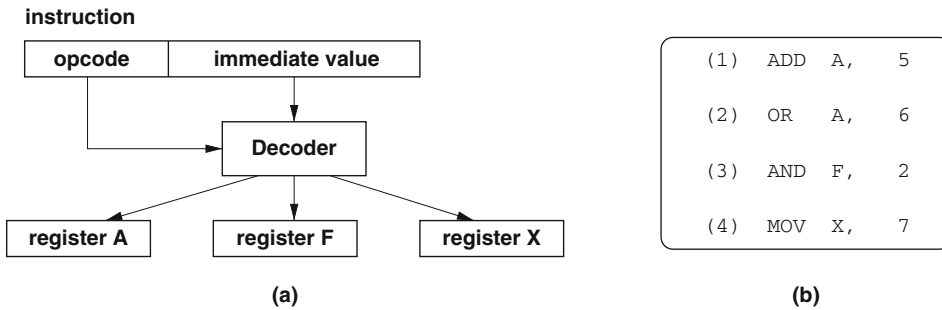 instruction
opcode immediate value
Decoder
register A register F register X
(a)
(1) ADD A, 5
(2) OR A, 6
(3) AND F, 2
(4) MOV X, 7
(b)